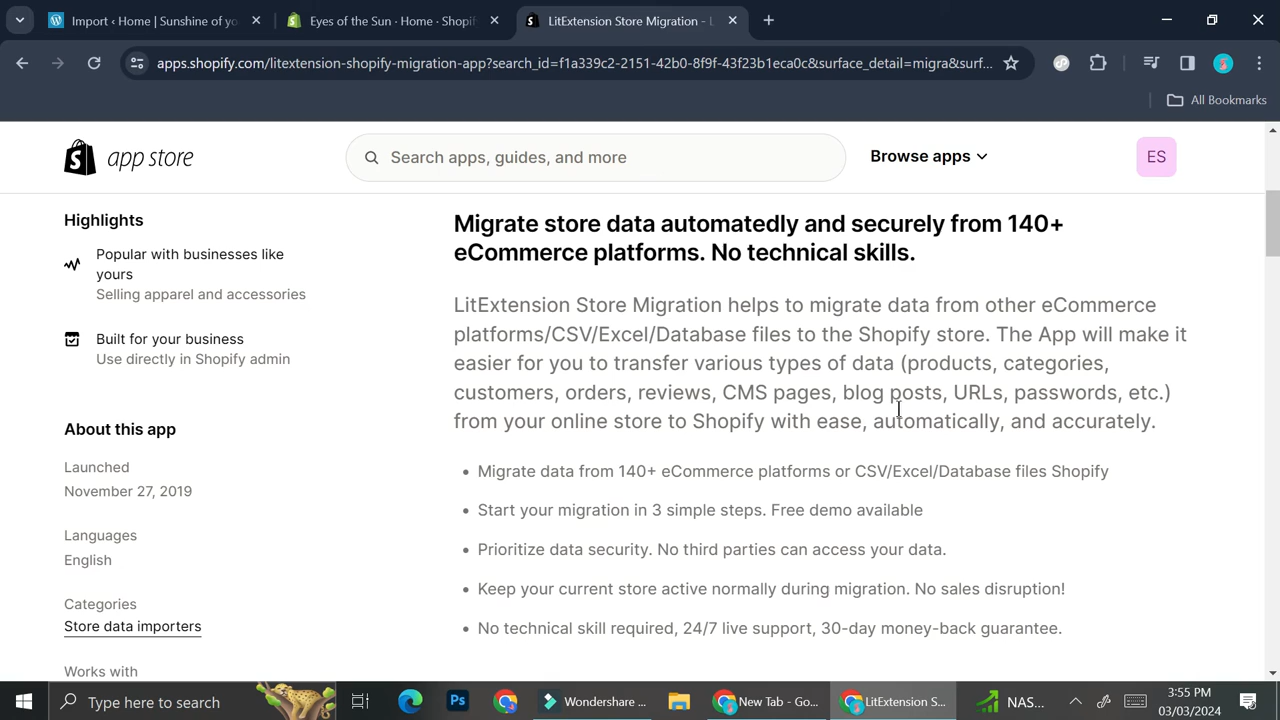 Import ‹ Home | Sunshine of yo
Eyes of the Sun · Home · Shopify
LitExtension Store Migration - L
apps.shopify.com/litextension-shopify-migration-app?search_id=f1a339c2-2151-42b0-8f9f-43f23b1eca0c&surface_detail=migra&surf...
All Bookmarks
app store
Search apps, guides, and more
Browse apps
ES
Highlights
Popular with businesses like
yours
Selling apparel and accessories
Built for your business
Use directly in Shopify admin
About this app
Launched
November 27, 2019
Languages
English
Categories
Store data importers
Works with
Migrate store data automatedly and securely from 140+
eCommerce platforms. No technical skills.
LitExtension Store Migration helps to migrate data from other eCommerce
platforms/CSV/Excel/Database files to the Shopify store. The App will make it
easier for you to transfer various types of data (products, categories,
customers, orders, reviews, CMS pages, blog posts, URLs, passwords, etc.)
from your online store to Shopify with ease, automatically, and accurately.
• Migrate data from 140+ eCommerce platforms or CSV/Excel/Database files Shopify
• Start your migration in 3 simple steps. Free demo available
• Prioritize data security. No third parties can access your data.
• Keep your current store active normally during migration. No sales disruption!
• No technical skill required, 24/7 live support, 30-day money-back guarantee.
Type here to search
Ps
Wondershare ...
New Tab - Go...
LitExtension S...
NAS...
3:55 PM
03/03/2024